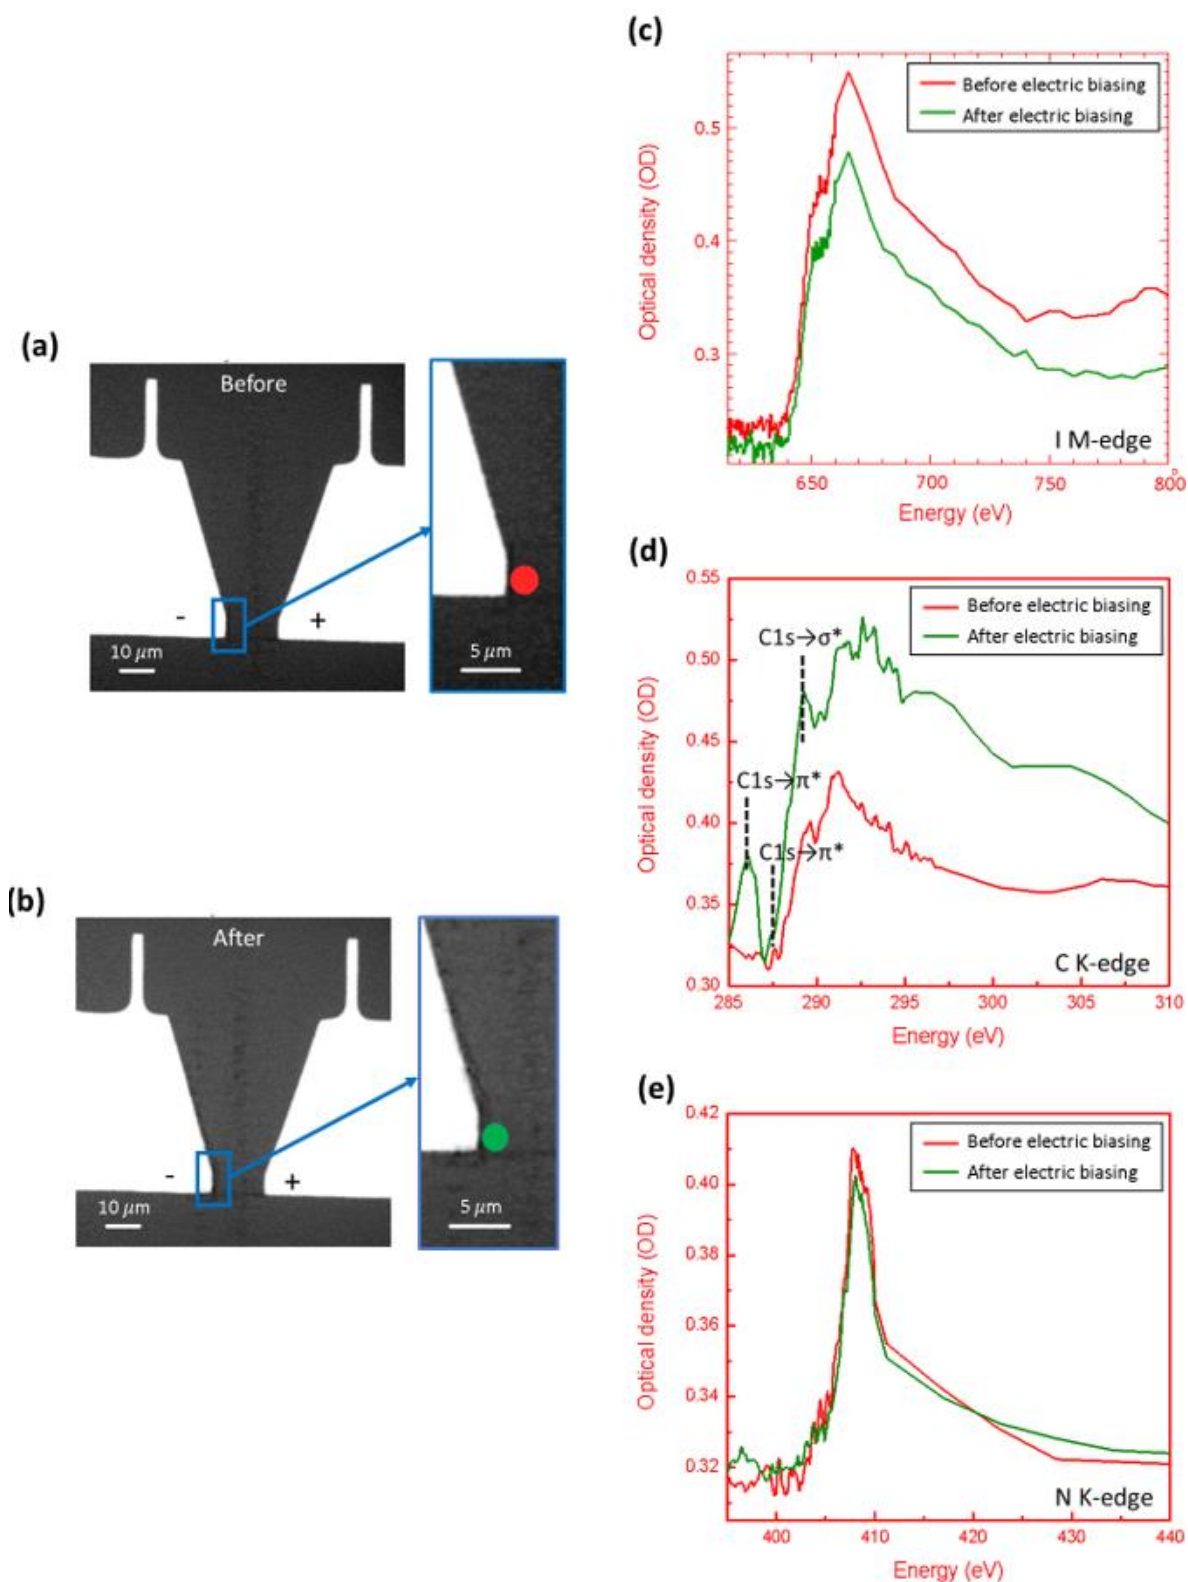 (a)
Before
-
+
10 μm
5 μm
(b)
After
-
+
10 μm
5 μm
(c)
Before electric biasing
After electric biasing
Optical density (OD)
0.5
0.4
0.3
I M-edge
650
700
750
800
Energy (eV)
(d)
0.55
0.50
0.45
0.40
0.35
0.30
Optical density (OD)
Before electric biasing
After electric biasing
C1s→σ*
C1s→π*
C1s→π*
C K-edge
285
290
295
300
305
310
Energy (eV)
(e)
0.42
0.40
0.38
0.36
0.34
0.32
Optical density (OD)
Before electric biasing
After electric biasing
N K-edge
400
410
420
430
440
Energy (eV)